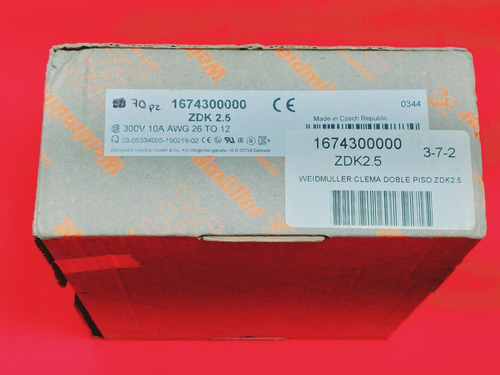 70 pz
1674300000
ZDK 2.5
300V 10A AWG 26 TO 12
0344
Made in Czech Republic
1674300000
ZDK2.5
3-7-2
WEIDMULLER CLEMA DOBLE PISO ZDK2.5
Weidmüller